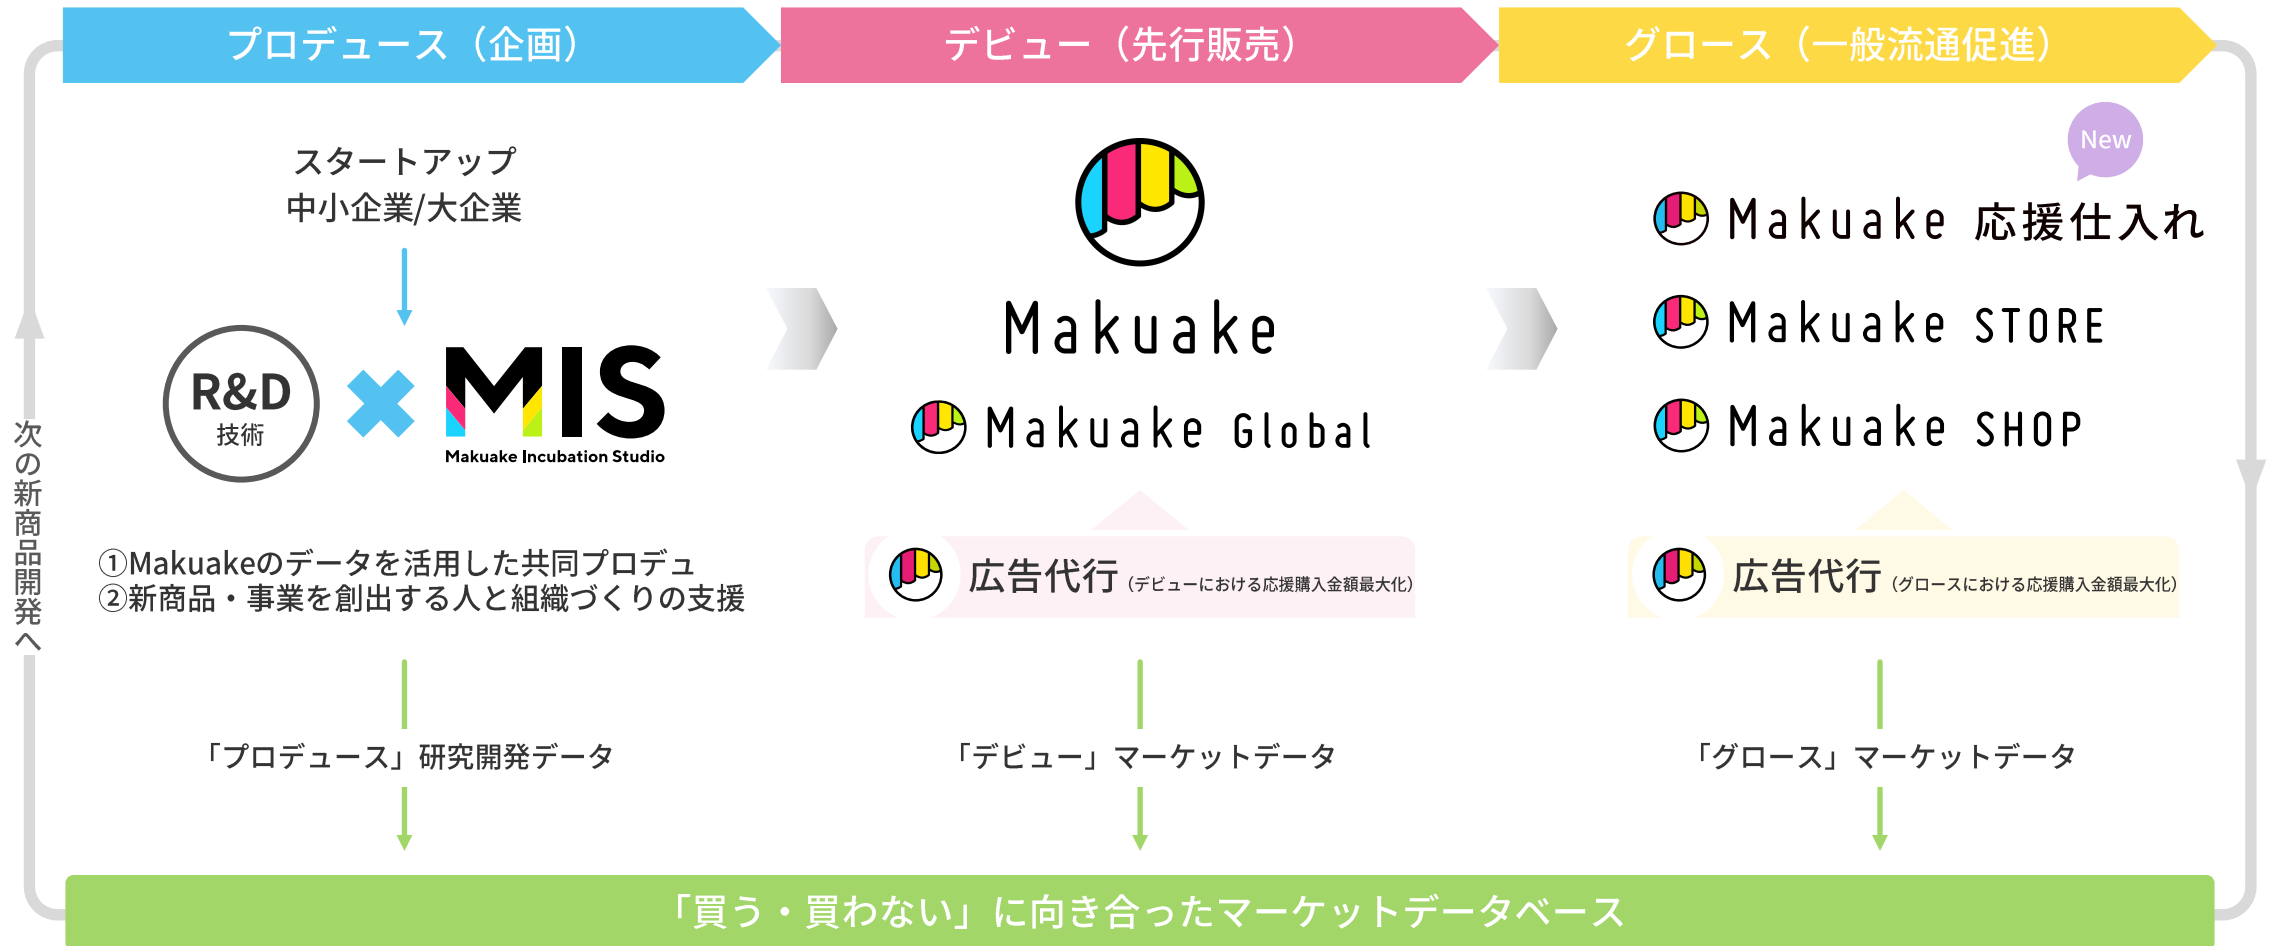 プロデュース（企画）
デビュー（先行販売）
グロース（一般流通促進）
スタートアップ
中小企業/大企業
R&D
技術
MIS
Makuake Incubation Studio
①Makuakeのデータを活用した共同プロデュ
②新商品・事業を創出する人と組織づくりの支援
Makuake
Makuake Global
広告代行（デビューにおける応援購入金額最大化）
New
Makuake 応援仕入れ
Makuake STORE
Makuake SHOP
広告代行（グロースにおける応援購入金額最大化）
「プロデュース」研究開発データ
「デビュー」マーケットデータ
「グロース」マーケットデータ
「買う・買わない」に向き合ったマーケットデータベース
次の新商品開発へ